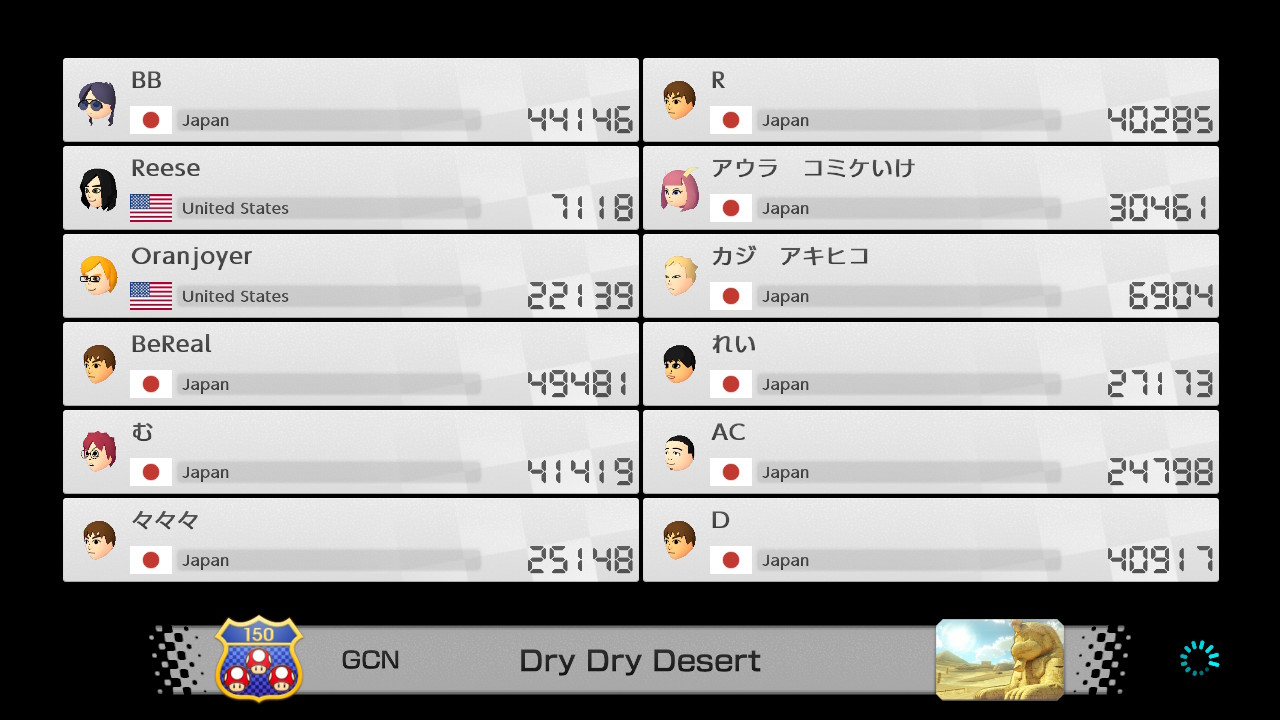 BB
Japan 44146
R
Japan 40285
Reese
United States 7118
アウラ　コミケいけ
Japan 30461
Oranjoyer
United States 22139
カジ　アキヒコ
Japan 6904
BeReal
Japan 49481
れい
Japan 27173
む
Japan 41419
AC
Japan 24798
々々々
Japan 25148
D
Japan 40917
150
GCN Dry Dry Desert